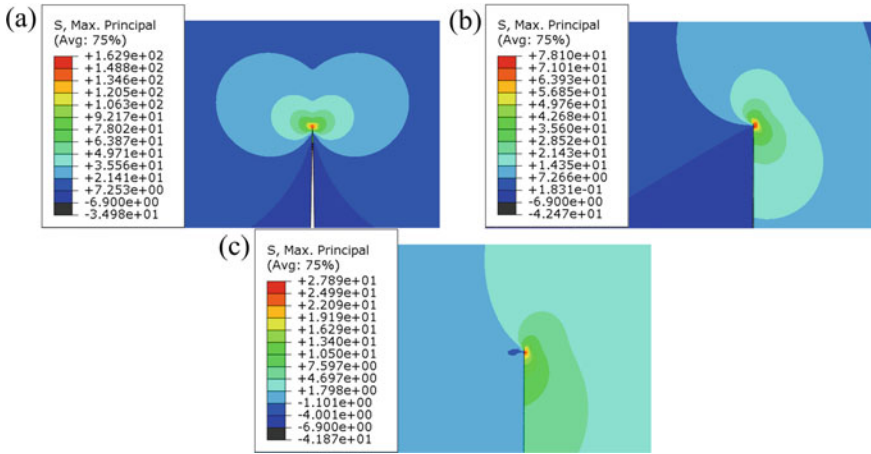 (a)
S, Max. Principal
(Avg: 75%)
+1.629e+02
+1.488e+02
+1.346e+02
+1.205e+02
+1.063e+02
+9.217e+01
+7.802e+01
+6.387e+01
+4.971e+01
+3.556e+01
+2.141e+01
+7.253e+00
-6.900e+00
-3.498e+01
(b)
S, Max. Principal
(Avg: 75%)
+7.810e+01
+7.101e+01
+6.393e+01
+5.685e+01
+4.976e+01
+4.268e+01
+3.560e+01
+2.852e+01
+2.143e+01
+1.435e+01
+7.266e+00
+1.831e-01
-6.900e+00
-4.247e+01
(c)
S, Max. Principal
(Avg: 75%)
+2.789e+01
+2.499e+01
+2.209e+01
+1.919e+01
+1.629e+01
+1.340e+01
+1.050e+01
+7.597e+00
+4.697e+00
+1.798e+00
-1.101e+00
-4.001e+00
-6.900e+00
-4.187e+01